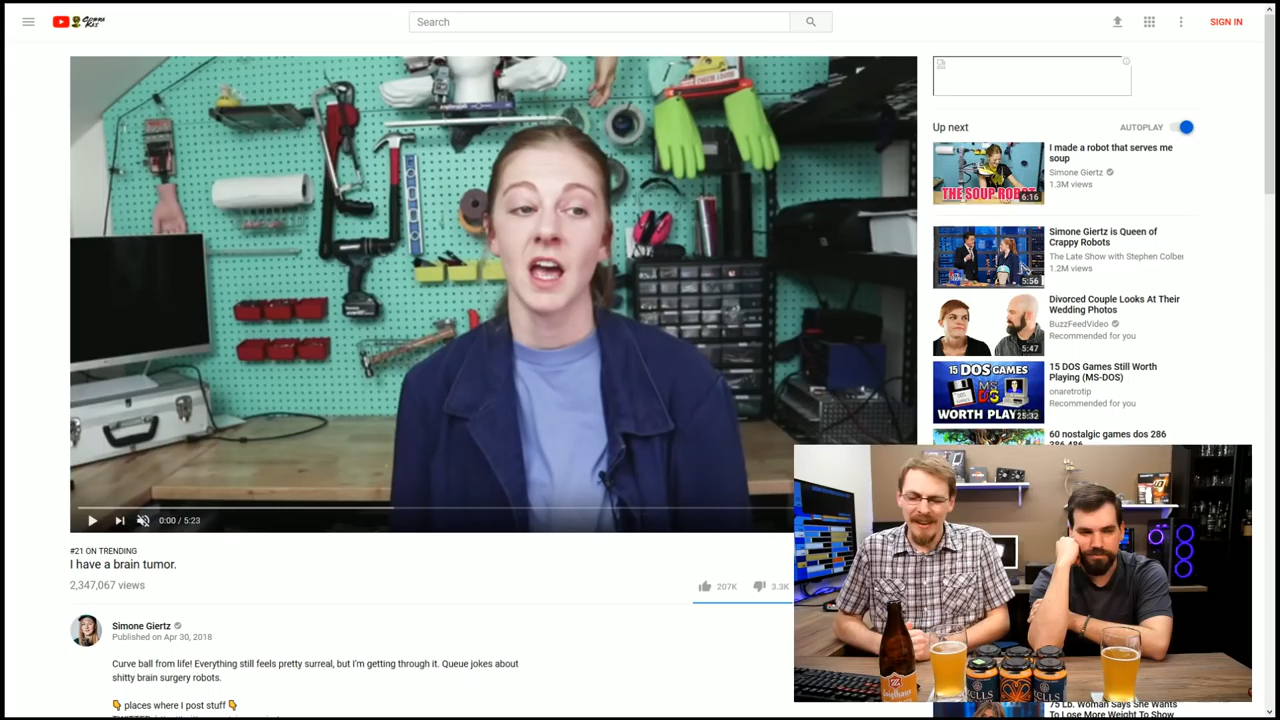 COBRA KAI
Search
SIGN IN
Up next
AUTOPLAY
I made a robot that serves me
soup
Simone Giertz
1.3M views
THE SOUP ROBOT
6:16
Simone Giertz is Queen of
Crappy Robots
The Late Show with Stephen Colber
1.2M views
5:56
Divorced Couple Looks At Their
Wedding Photos
BuzzFeedVideo
Recommended for you
5:47
15 DOS Games Still Worth
Playing (MS-DOS)
onaretrotip
Recommended for you
15 DOS GAMES
MS
WORTH PLAY
25:32
60 nostalgic games dos 286
386 486
0:00 / 5:23
#21 ON TRENDING
I have a brain tumor.
2,347,067 views
207K
3.3K
Simone Giertz
Published on Apr 30, 2018
Curve ball from life! Everything still feels pretty surreal, but I'm getting through it. Queue jokes about
shitty brain surgery robots.
places where I post stuff
75 Lb. Woman Says She Wants
To Lose More Weight To Show